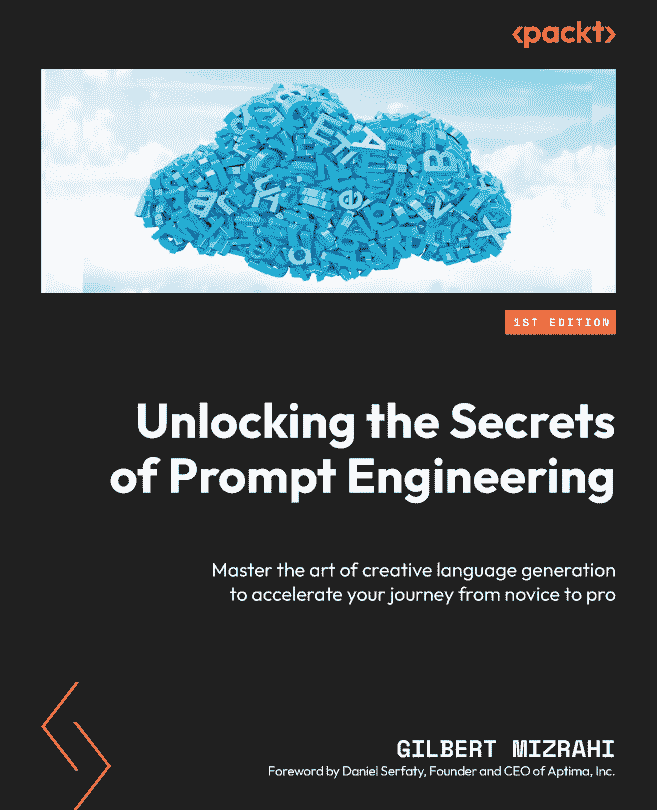 <packt>
1ST EDITION
Unlocking the Secrets
of Prompt Engineering
Master the art of creative language generation
to accelerate your journey from novice to pro
GILBERT MIZRAHI
Foreword by Daniel Serfaty, Founder and CEO of Aptima, Inc.